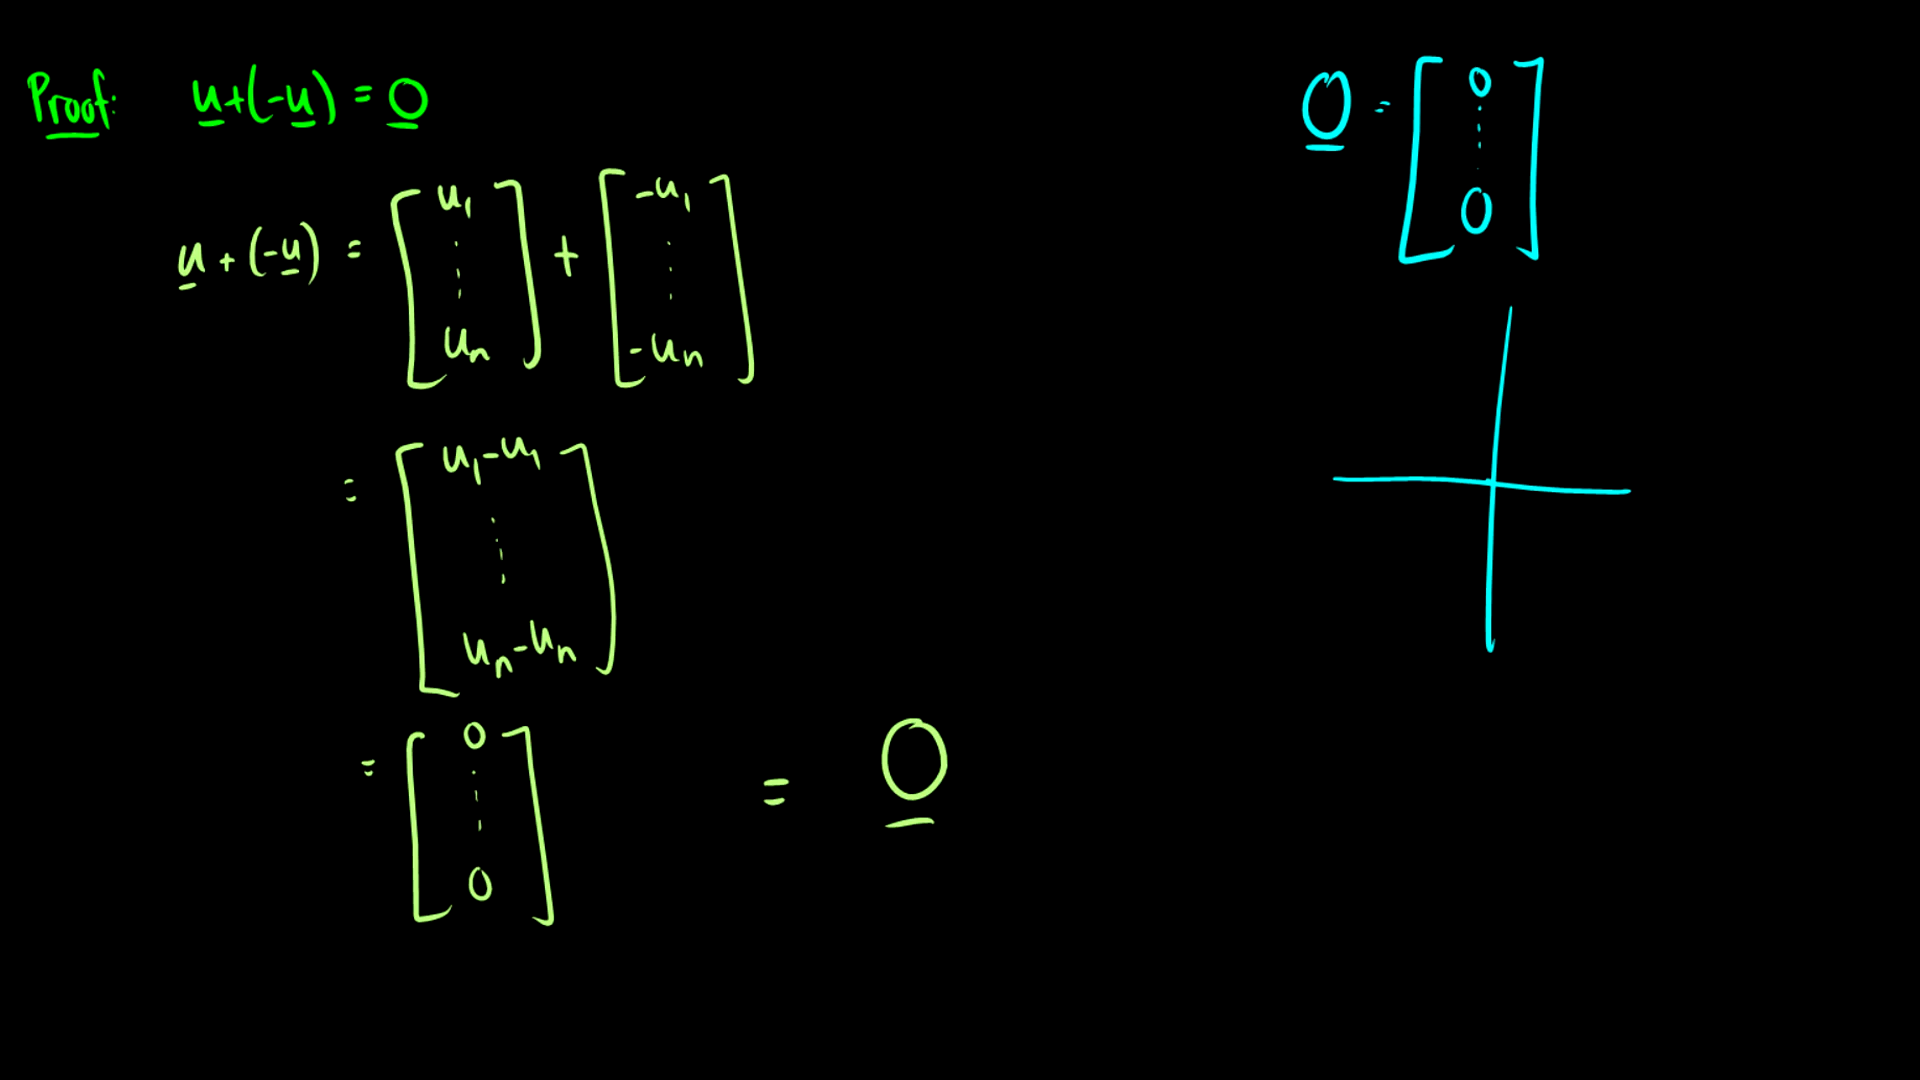 Proof: u+(-u) = 0
u + (-u) = [u₁ ⋮ uₙ] + [-u₁ ⋮ -uₙ]
= [u₁-u₁ ⋮ uₙ-uₙ]
= [0 ⋮ 0] = 0
0 = [0 ⋮ 0]